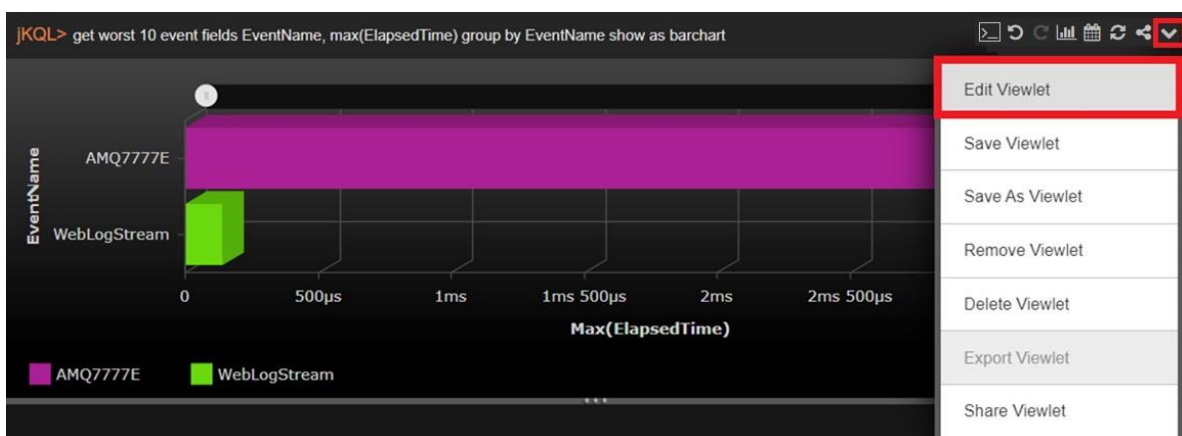 jKQL> get worst 10 event fields EventName, max(ElapsedTime) group by EventName show as barchart
Edit Viewlet
Save Viewlet
Save As Viewlet
Remove Viewlet
Delete Viewlet
Export Viewlet
Share Viewlet
EventName
AMQ7777E
WebLogStream
0 500µs 1ms 1ms 500µs 2ms 2ms 500µs
Max(ElapsedTime)
AMQ7777E WebLogStream